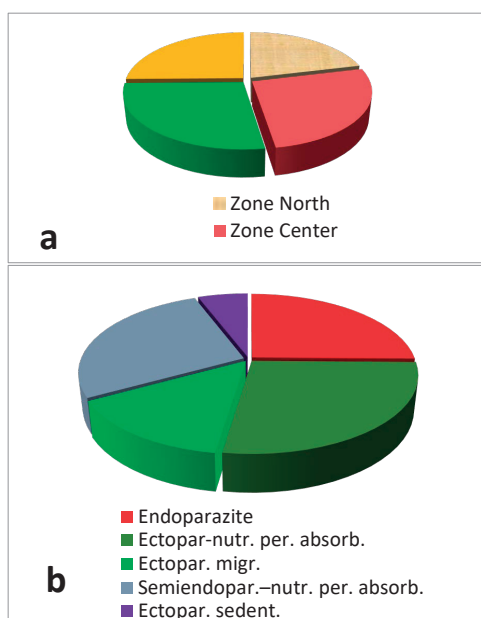 Zone North
Zone Center
a
Endoparazite
Ectopar-nutr. per. absorb.
Ectopar. migr.
Semiendopar.–nutr. per. absorb.
Ectopar. sedent.
b